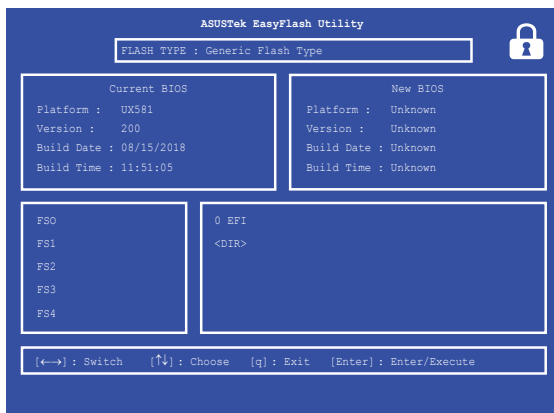 ASUSTek EasyFlash Utility
FLASH TYPE : Generic Flash Type
Current BIOS
Platform : UX581
Version : 200
Build Date : 08/15/2018
Build Time : 11:51:05
New BIOS
Platform : Unknown
Version : Unknown
Build Date : Unknown
Build Time : Unknown
FSO
FS1
FS2
FS3
FS4
0 EFI
<DIR>
[←→] : Switch [↑↓] : Choose [q] : Exit [Enter] : Enter/Execute